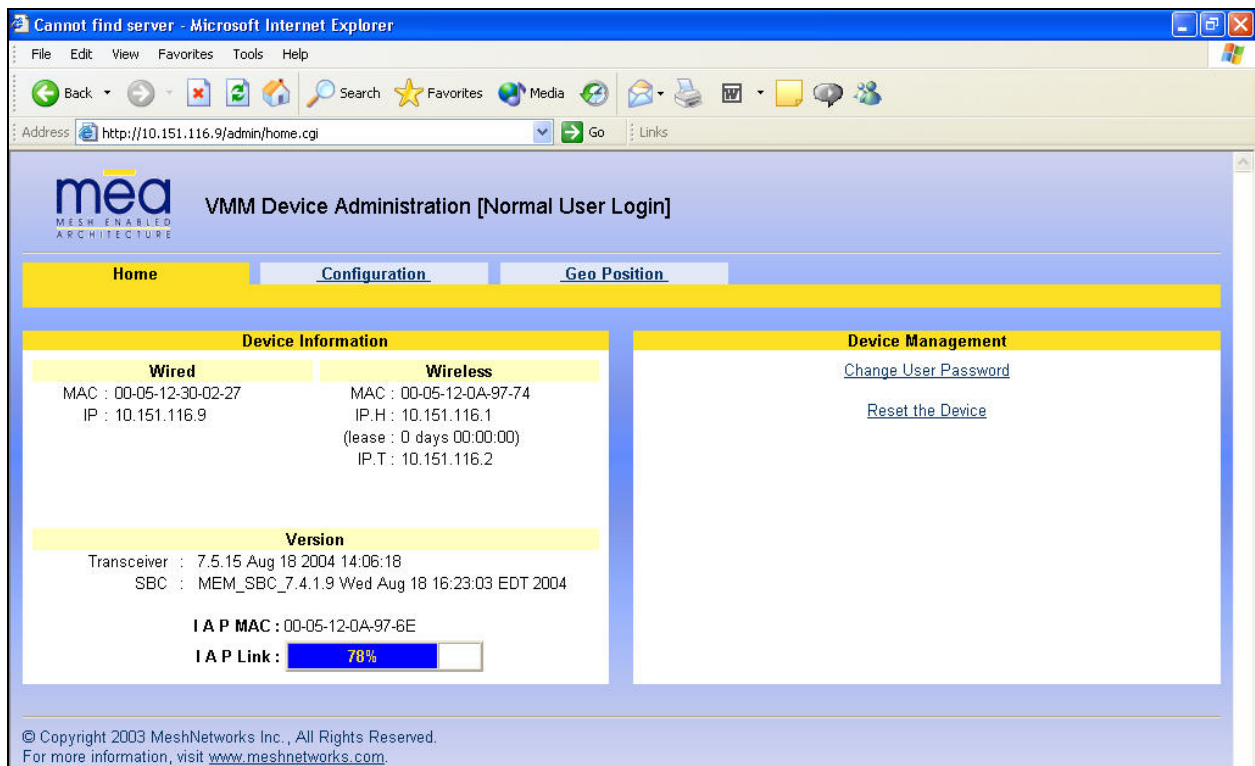 Cannot find server - Microsoft Internet Explorer
File Edit View Favorites Tools Help
Back Search Favorites Media
Address http://10.151.116.9/admin/home.cgi Go Links
mea
MESH ENABLED
ARCHITECTURE
VMM Device Administration [Normal User Login]
Home Configuration Geo Position
Device Information
Wired
MAC : 00-05-12-30-02-27
IP : 10.151.116.9
Wireless
MAC : 00-05-12-0A-97-74
IP.H : 10.151.116.1
(lease : 0 days 00:00:00)
IP.T : 10.151.116.2
Version
Transceiver : 7.5.15 Aug 18 2004 14:06:18
SBC : MEM_SBC_7.4.1.9 Wed Aug 18 16:23:03 EDT 2004
I A P MAC : 00-05-12-0A-97-6E
I A P Link : 78%
Device Management
Change User Password
Reset the Device
© Copyright 2003 MeshNetworks Inc., All Rights Reserved.
For more information, visit www.meshnetworks.com.